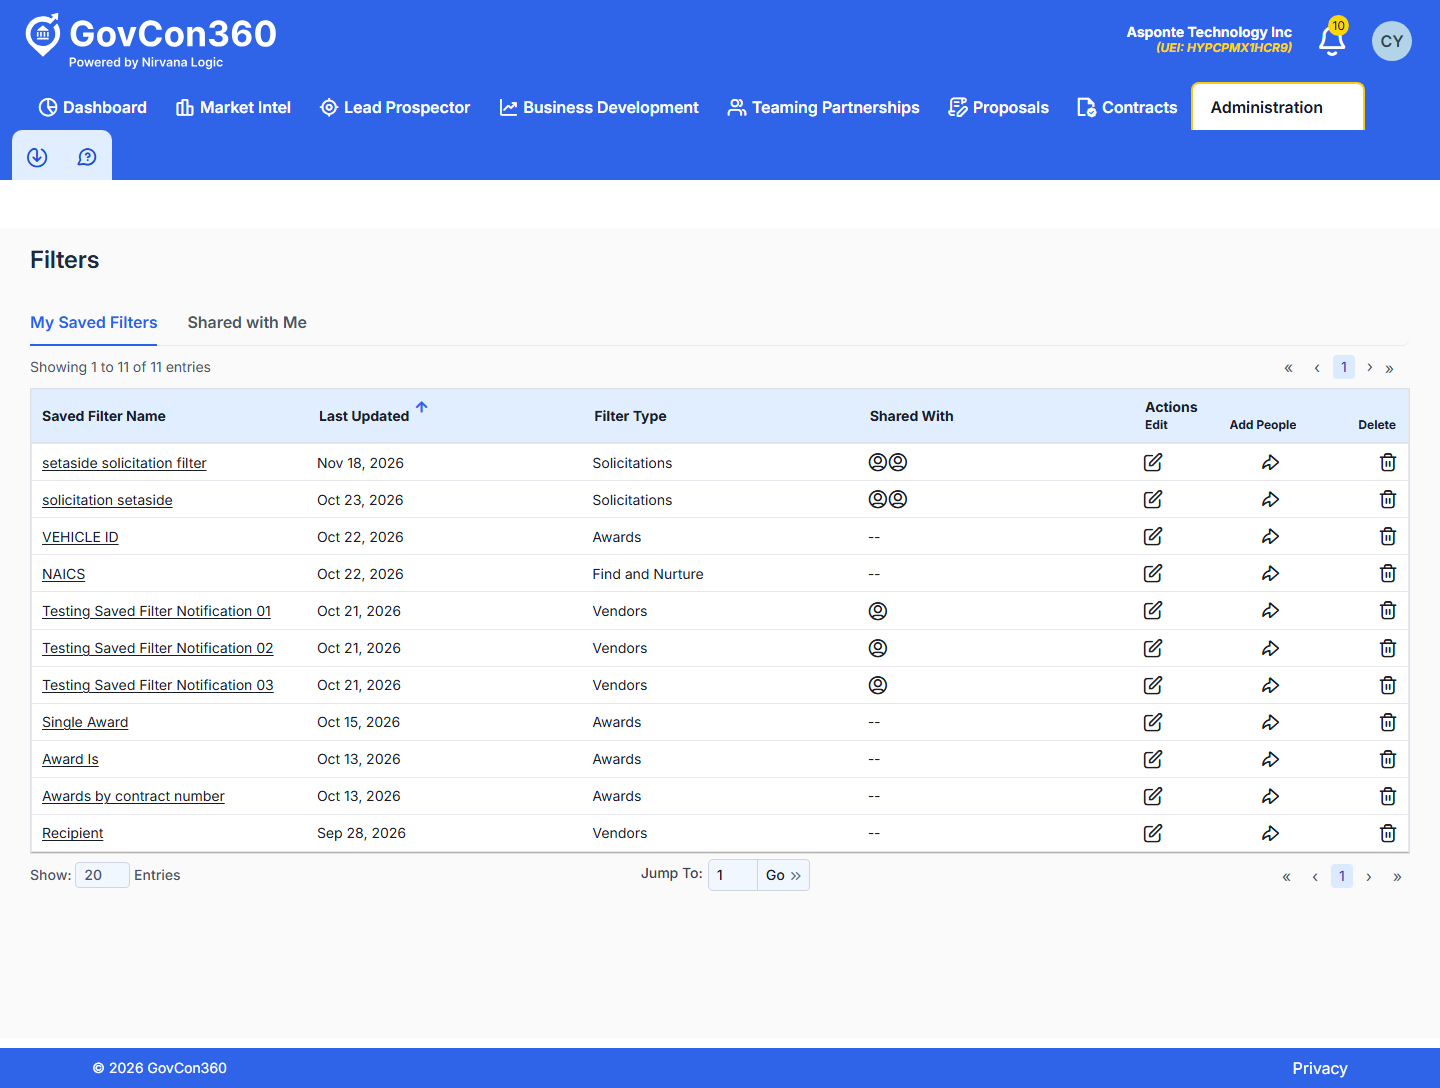 GovCon360
Powered by Nirvana Logic
Asponte Technology Inc
(UEI: HYPCPMX1HCR9)
10
CY
Dashboard
Market Intel
Lead Prospector
Business Development
Teaming Partnerships
Proposals
Contracts
Administration
Filters
My Saved Filters
Shared with Me
Showing 1 to 11 of 11 entries
« ‹ 1 › »
Saved Filter Name
Last Updated
Filter Type
Shared With
Actions
Edit
Add People
Delete
setaside solicitation filter Nov 18, 2026 Solicitations
solicitation setaside Oct 23, 2026 Solicitations
VEHICLE ID Oct 22, 2026 Awards --
NAICS Oct 22, 2026 Find and Nurture --
Testing Saved Filter Notification 01 Oct 21, 2026 Vendors
Testing Saved Filter Notification 02 Oct 21, 2026 Vendors
Testing Saved Filter Notification 03 Oct 21, 2026 Vendors
Single Award Oct 15, 2026 Awards --
Award Is Oct 13, 2026 Awards --
Awards by contract number Oct 13, 2026 Awards --
Recipient Sep 28, 2026 Vendors --
Show: 20 Entries
Jump To: 1 Go »
« ‹ 1 › »
© 2026 GovCon360
Privacy